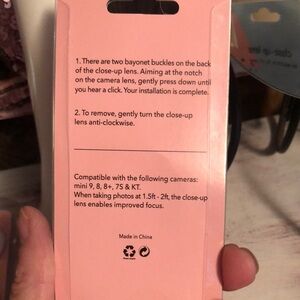 1. There are two bayonet buckles on the back
of the close-up lens. Aiming at the notch
on the camera lens, gently press down until
you hear a click. Your installation is complete.
2. To remove, gently turn the close-up
lens anti-clockwise.
Compatible with the following cameras:
mini 9, 8, 8+, 7S & KT.
When taking photos at 1.5ft - 2ft, the close-up
lens enables improved focus.
Made in China
close up lens